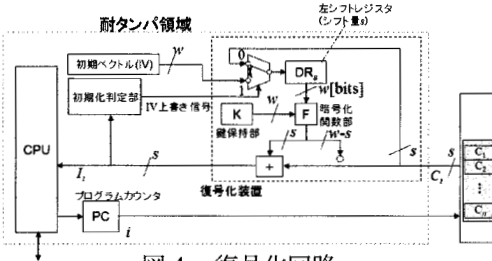 耐タンパ領域
左シフトレジスタ
(シフト量s)
初期ベクトル(IV)
w
0
1
DRₛ
w[bits]
初期化判定部
IV上書き信号
K
w
F
暗号化
関数部
鍵保持部
s
w-s
CPU
s
+
s
s
Iₜ
復号化装置
Cₜ
C₁
C₂
⋮
Cₙ
プログラムカウンタ
PC
i
図 4 復号化回路